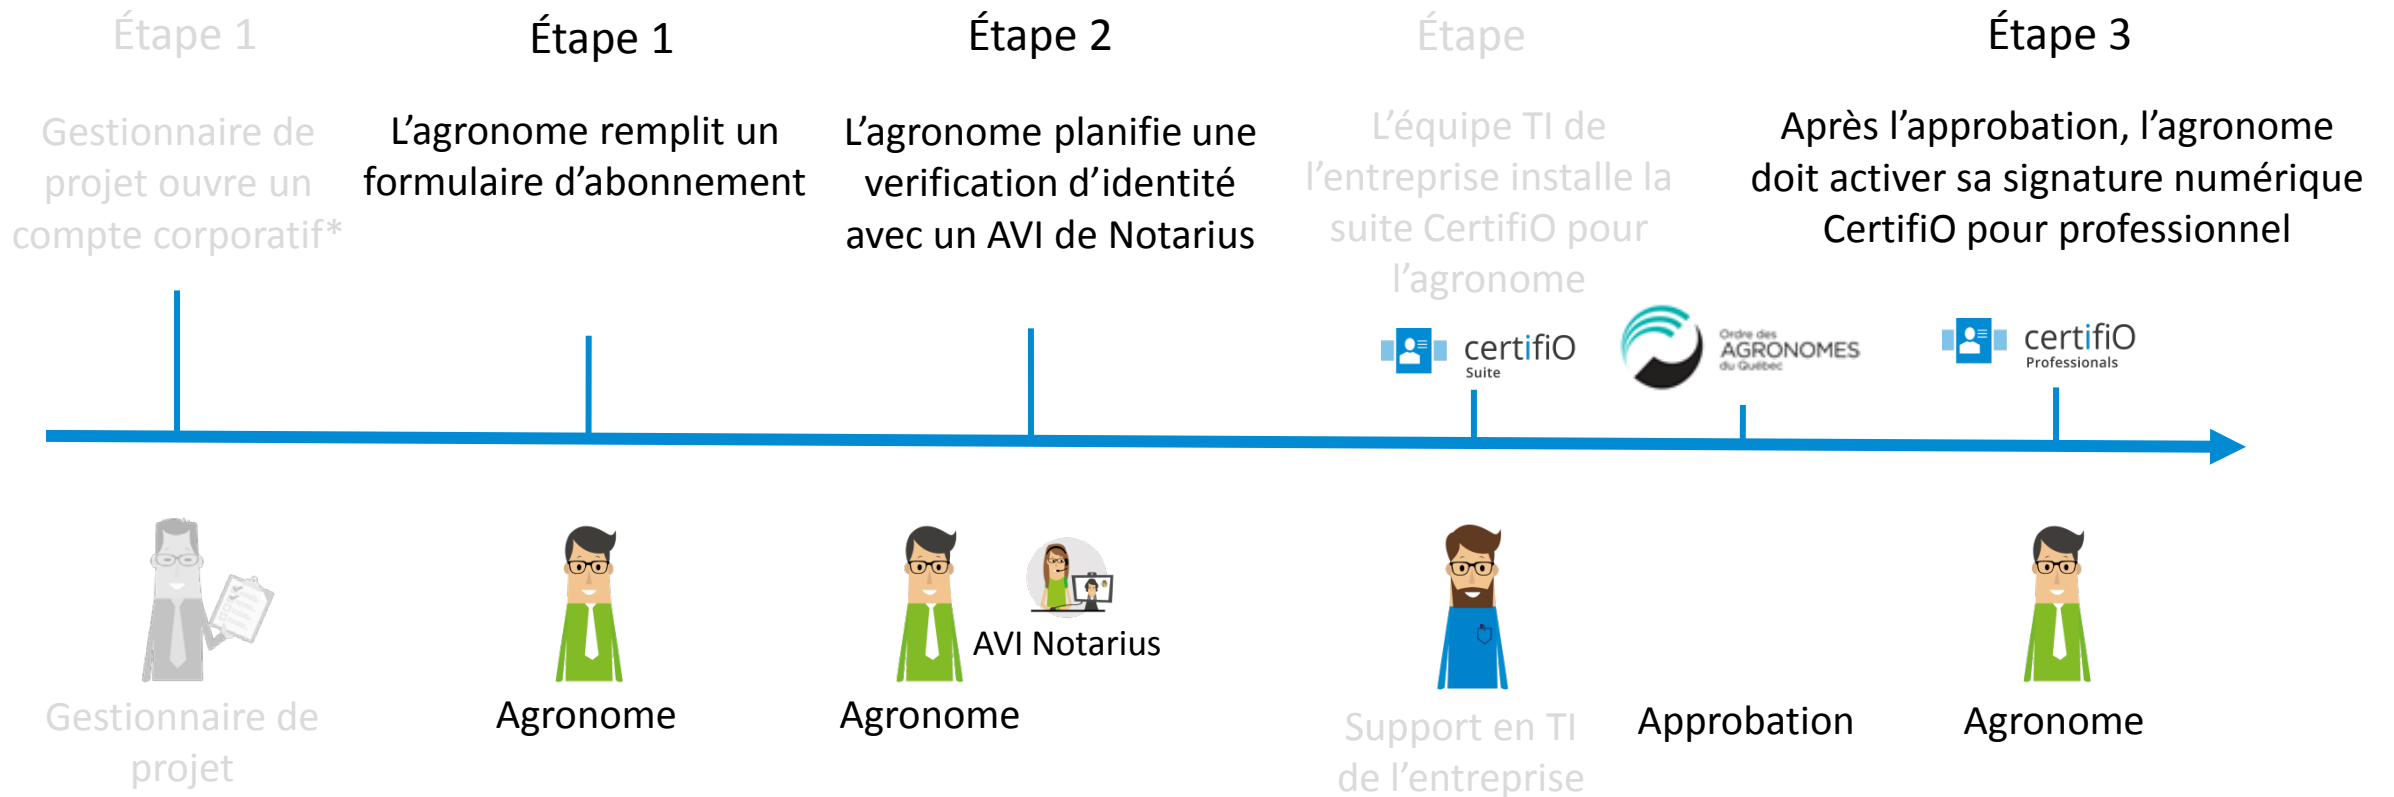 Étape 1
Gestionnaire de
projet ouvre un
compte corporatif*
Étape 1
L’agronome remplit un
formulaire d’abonnement
Étape 2
L’agronome planifie une
verification d’identité
avec un AVI de Notarius
Étape
L’équipe TI de
l’entreprise installe la
suite CertifiO pour
l’agronome
Étape 3
Après l’approbation, l’agronome
doit activer sa signature numérique
CertifiO pour professionnel
certifiO
Suite
Ordre des
AGRONOMES
du Québec
certifiO
Professionals
Gestionnaire de
projet
Agronome
Agronome
AVI Notarius
Support en TI
de l’entreprise
Approbation
Agronome